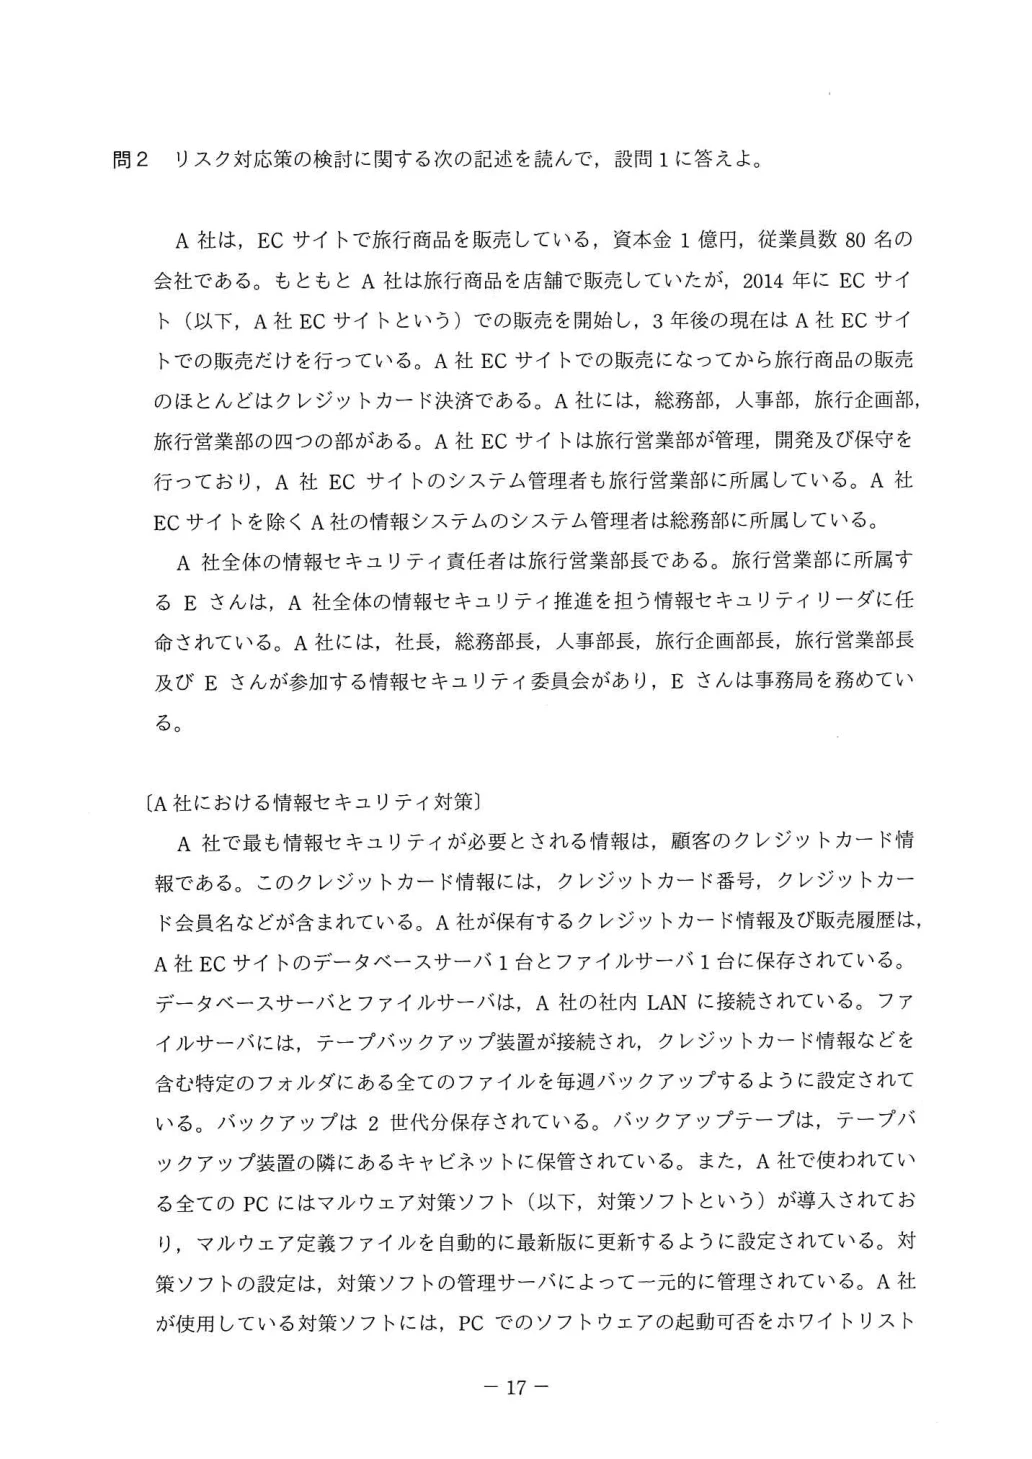 問2 リスク対応策の検討に関する次の記述を読んで，設問1に答えよ。
A 社は，EC サイトで旅行商品を販売している，資本金 1 億円，従業員数 80 名の
会社である。もともと A 社は旅行商品を店舗で販売していたが，2014 年に EC サイ
ト（以下，A 社 EC サイトという）での販売を開始し，3 年後の現在は A 社 EC サイ
トでの販売だけを行っている。A 社 EC サイトでの販売になってから旅行商品の販売
のほとんどはクレジットカード決済である。A 社には，総務部，人事部，旅行企画部，
旅行営業部の四つの部がある。A 社 EC サイトは旅行営業部が管理，開発及び保守を
行っており，A 社 EC サイトのシステム管理者も旅行営業部に所属している。A 社
EC サイトを除く A 社の情報システムのシステム管理者は総務部に所属している。
A 社全体の情報セキュリティ責任者は旅行営業部長である。旅行営業部に所属す
る E さんは，A 社全体の情報セキュリティ推進を担う情報セキュリティリーダに任
命されている。A 社には，社長，総務部長，人事部長，旅行企画部長，旅行営業部長
及び E さんが参加する情報セキュリティ委員会があり，E さんは事務局を務めてい
る。
〔A 社における情報セキュリティ対策〕
A 社で最も情報セキュリティが必要とされる情報は，顧客のクレジットカード情
報である。このクレジットカード情報には，クレジットカード番号，クレジットカー
ド会員名などが含まれている。A 社が保有するクレジットカード情報及び販売履歴は，
A 社 EC サイトのデータベースサーバ 1 台とファイルサーバ 1 台に保存されている。
データベースサーバとファイルサーバは，A 社の社内 LAN に接続されている。ファ
イルサーバには，テープバックアップ装置が接続され，クレジットカード情報などを
含む特定のフォルダにある全てのファイルを毎週バックアップするように設定されて
いる。バックアップは 2 世代分保存されている。バックアップテープは，テープバ
ックアップ装置の隣にあるキャビネットに保管されている。また，A 社で使われてい
る全ての PC にはマルウェア対策ソフト（以下，対策ソフトという）が導入されてお
り，マルウェア定義ファイルを自動的に最新版に更新するように設定されている。対
策ソフトの設定は，対策ソフトの管理サーバによって一元的に管理されている。A 社
が使用している対策ソフトには，PC でのソフトウェアの起動可否をホワイトリスト
－ 17 －